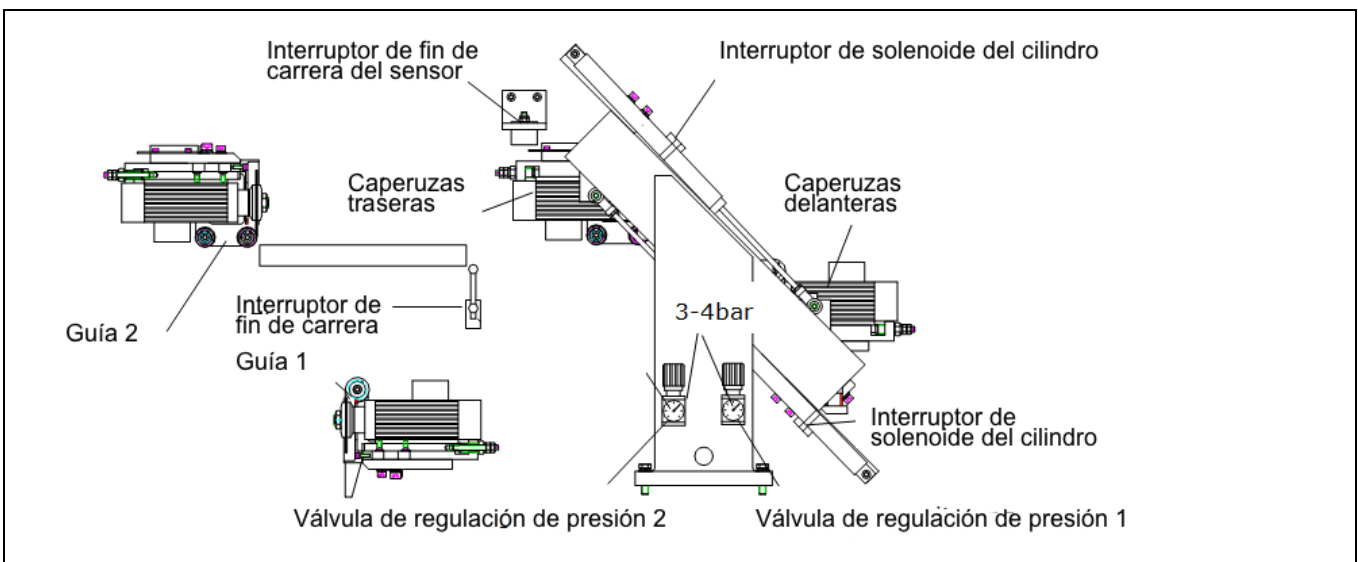 Interruptor de fin de
carrera del sensor
Interruptor de solenoide del cilindro
Caperuzas
traseras
Caperuzas
delanteras
Interruptor de
fin de carrera
3-4bar
Guía 2
Guía 1
Interruptor de
solenoide del cilindro
Válvula de regulación de presión 2
Válvula de regulación de presión 1